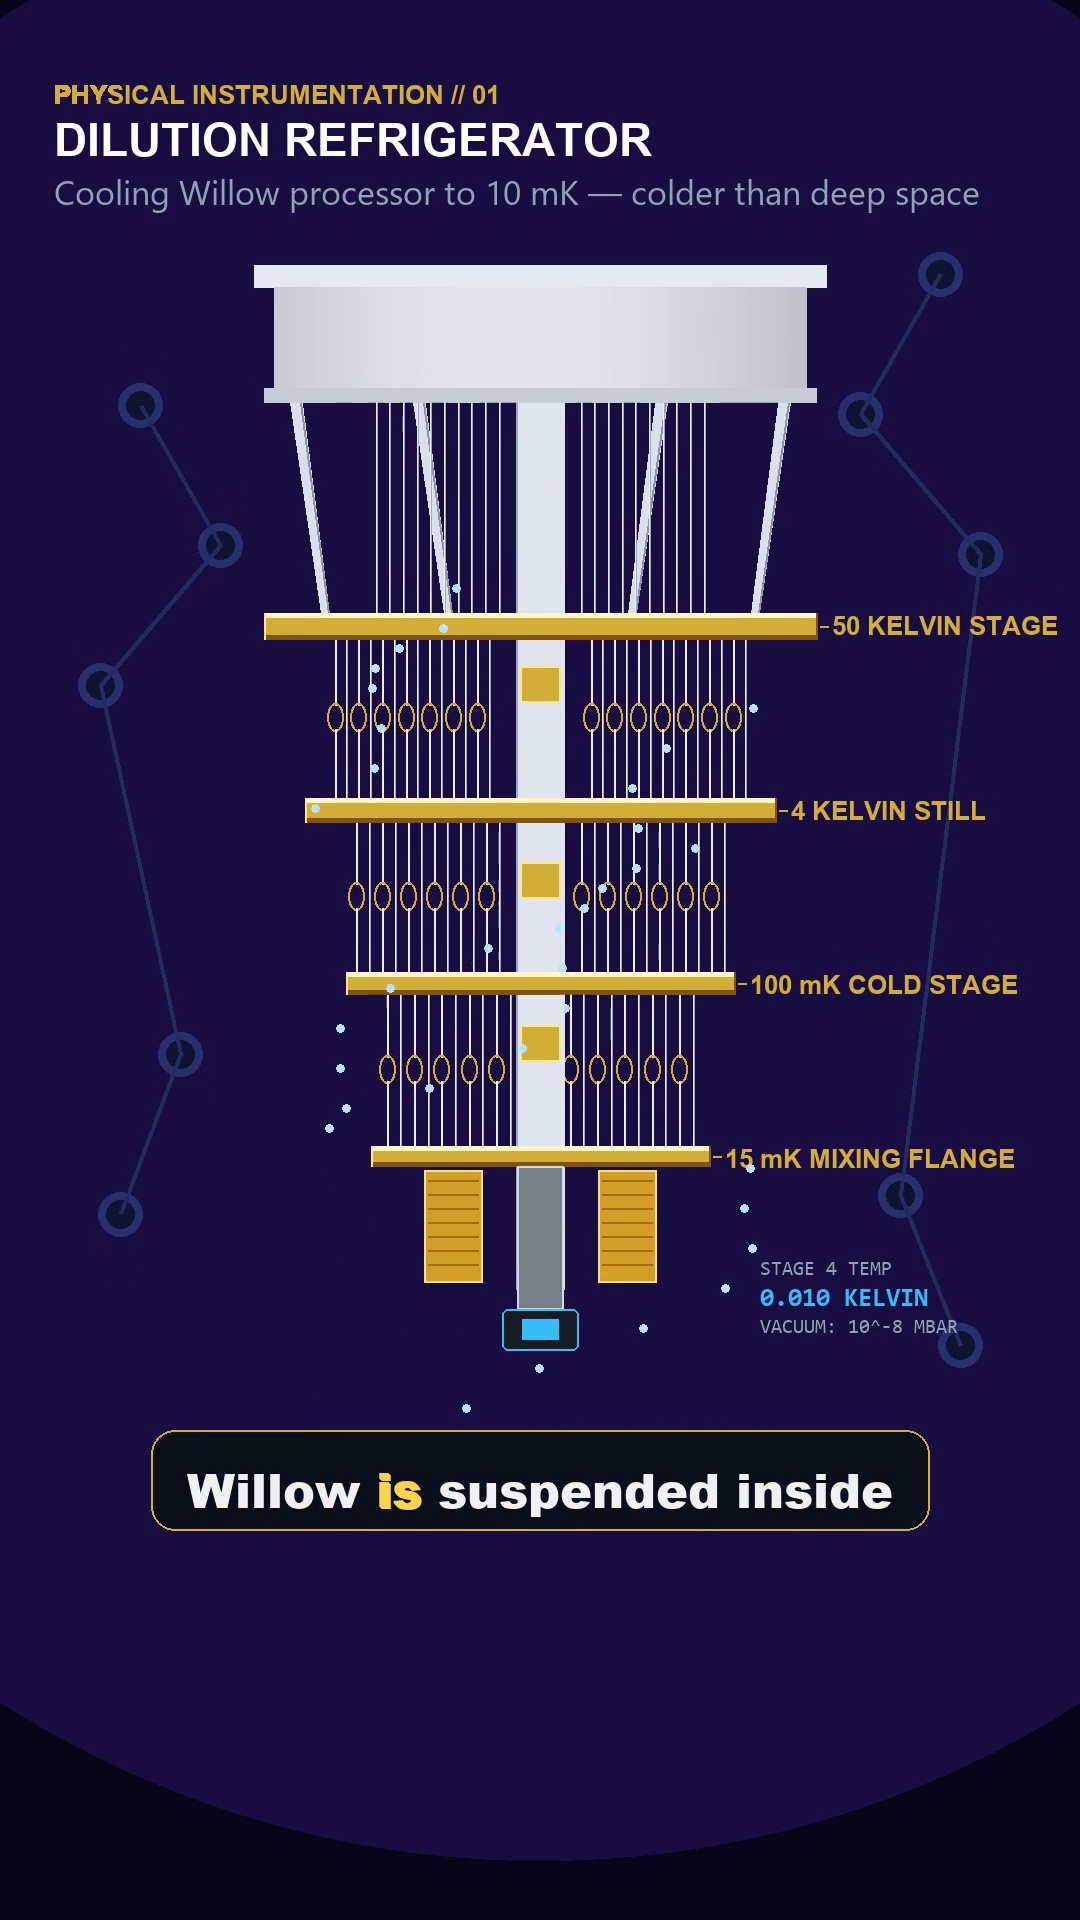 PHYSICAL INSTRUMENTATION // 01
DILUTION REFRIGERATOR
Cooling Willow processor to 10 mK — colder than deep space
50 KELVIN STAGE
4 KELVIN STILL
100 mK COLD STAGE
15 mK MIXING FLANGE
STAGE 4 TEMP
0.010 KELVIN
VACUUM: 10^-8 MBAR
Willow is suspended inside